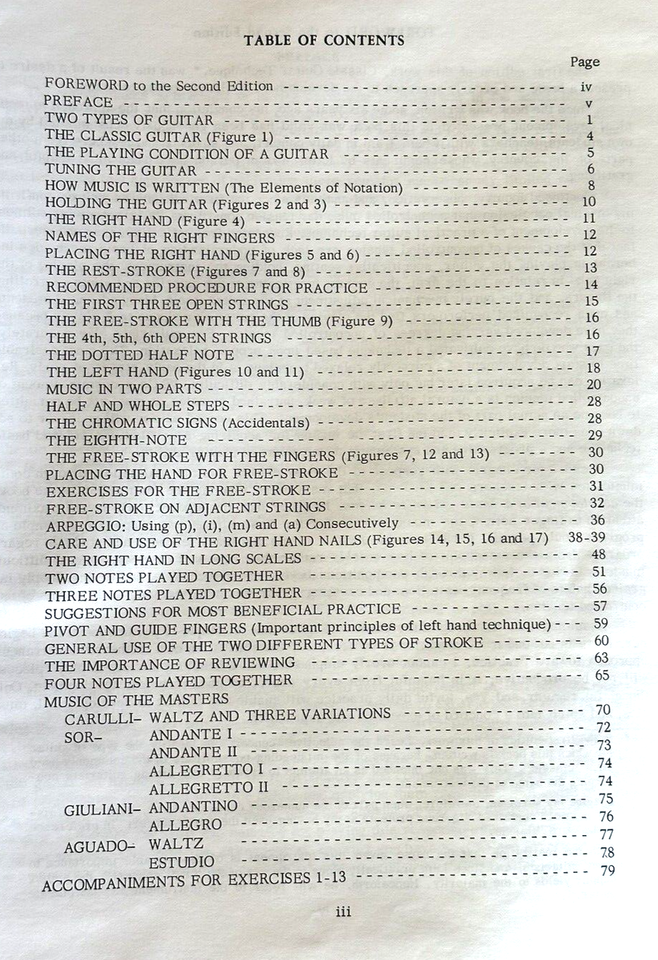 TABLE OF CONTENTS
Page
FOREWORD to the Second Edition iv
PREFACE v
TWO TYPES OF GUITAR 1
THE CLASSIC GUITAR (Figure 1) 4
THE PLAYING CONDITION OF A GUITAR 5
TUNING THE GUITAR 6
HOW MUSIC IS WRITTEN (The Elements of Notation) 8
HOLDING THE GUITAR (Figures 2 and 3) 10
THE RIGHT HAND (Figure 4) 11
NAMES OF THE RIGHT FINGERS 12
PLACING THE RIGHT HAND (Figures 5 and 6) 12
THE REST-STROKE (Figures 7 and 8) 13
RECOMMENDED PROCEDURE FOR PRACTICE 14
THE FIRST THREE OPEN STRINGS 15
THE FREE-STROKE WITH THE THUMB (Figure 9) 16
THE 4th, 5th, 6th OPEN STRINGS 16
THE DOTTED HALF NOTE 17
THE LEFT HAND (Figures 10 and 11) 18
MUSIC IN TWO PARTS 20
HALF AND WHOLE STEPS 28
THE CHROMATIC SIGNS (Accidentals) 28
THE EIGHTH-NOTE 29
THE FREE-STROKE WITH THE FINGERS (Figures 7, 12 and 13) 30
PLACING THE HAND FOR FREE-STROKE 30
EXERCISES FOR THE FREE-STROKE 31
FREE-STROKE ON ADJACENT STRINGS 32
ARPEGGIO: Using (p), (i), (m) and (a) Consecutively 36
CARE AND USE OF THE RIGHT HAND NAILS (Figures 14, 15, 16 and 17) 38-39
THE RIGHT HAND IN LONG SCALES 48
TWO NOTES PLAYED TOGETHER 51
THREE NOTES PLAYED TOGETHER 56
SUGGESTIONS FOR MOST BENEFICIAL PRACTICE 57
PIVOT AND GUIDE FINGERS (Important principles of left hand technique) 59
GENERAL USE OF THE TWO DIFFERENT TYPES OF STROKE 60
THE IMPORTANCE OF REVIEWING 63
FOUR NOTES PLAYED TOGETHER 65
MUSIC OF THE MASTERS
CARULLI– WALTZ AND THREE VARIATIONS 70
SOR– ANDANTE I 72
ANDANTE II 73
ALLEGRETTO I 74
ALLEGRETTO II 74
GIULIANI– ANDANTINO 75
ALLEGRO 76
AGUADO– WALTZ 77
ESTUDIO 78
ACCOMPANIMENTS FOR EXERCISES 1-13 79
iii